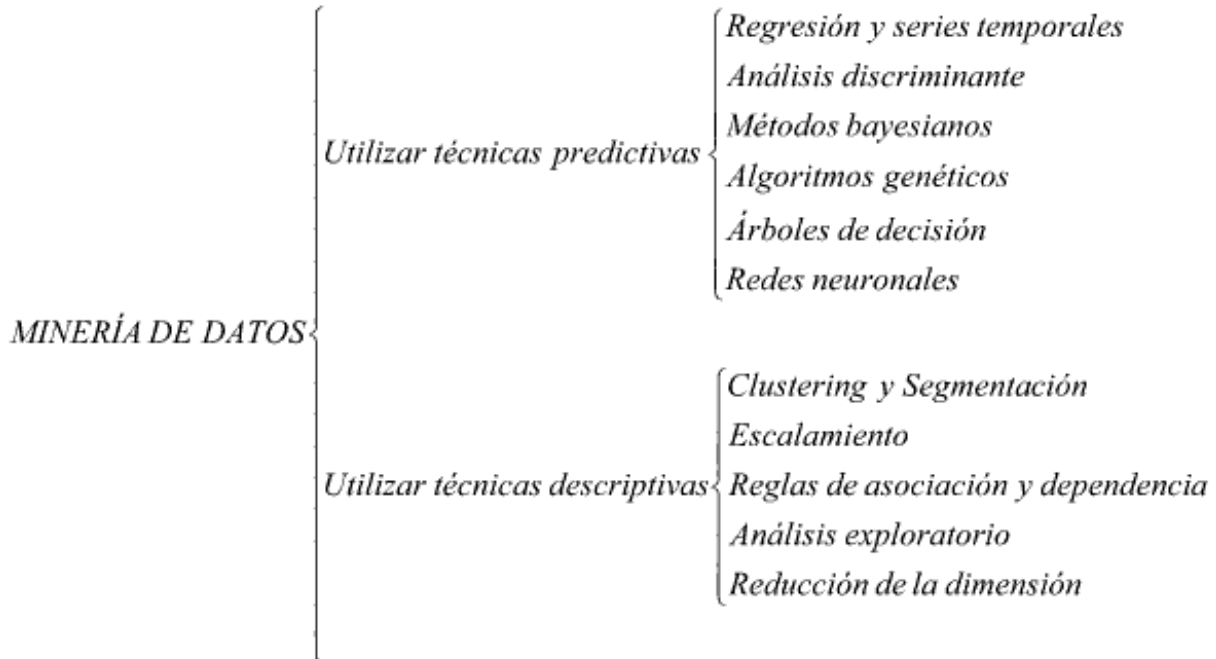 MINERÍA DE DATOS
Utilizar técnicas predictivas
Regresión y series temporales
Análisis discriminante
Métodos bayesianos
Algoritmos genéticos
Árboles de decisión
Redes neuronales
Utilizar técnicas descriptivas
Clustering y Segmentación
Escalamiento
Reglas de asociación y dependencia
Análisis exploratorio
Reducción de la dimensión